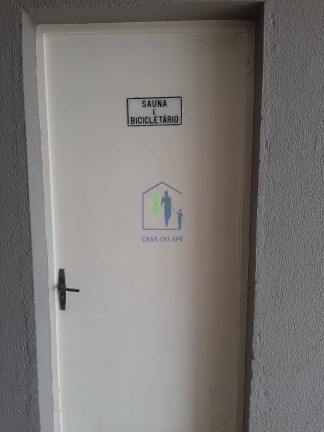 SAUNA
E
BICICLETÁRIO
CASA OU APÊ